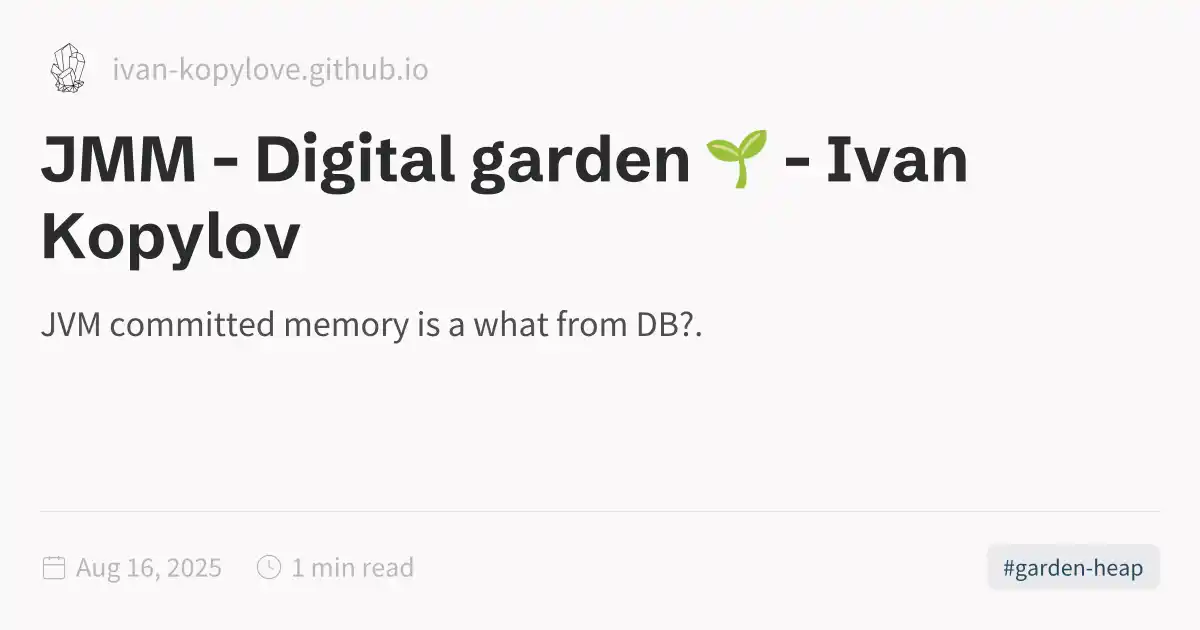 ivan-kopylove.github.io
JMM - Digital garden 🌱 - Ivan
Kopylov
JVM committed memory is a what from DB?.
Aug 16, 2025 1 min read #garden-heap